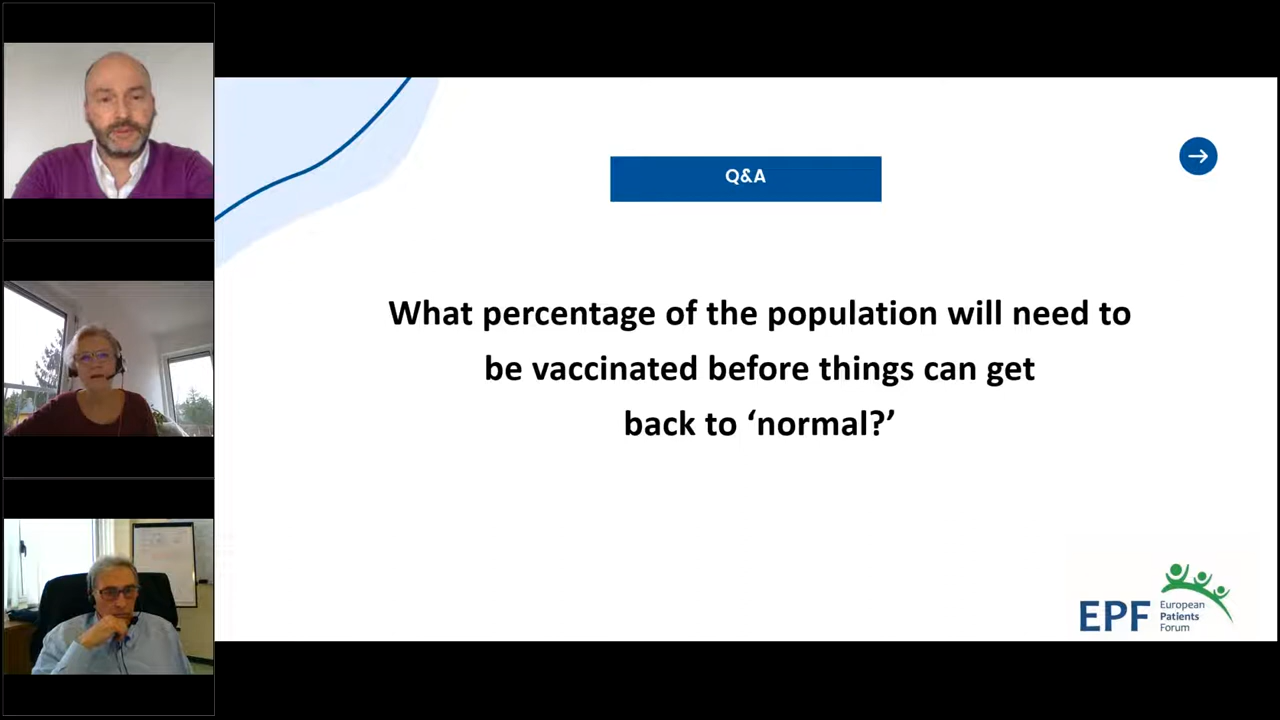 Q&A
What percentage of the population will need to
be vaccinated before things can get
back to ‘normal?’
EPF
European
Patients
Forum